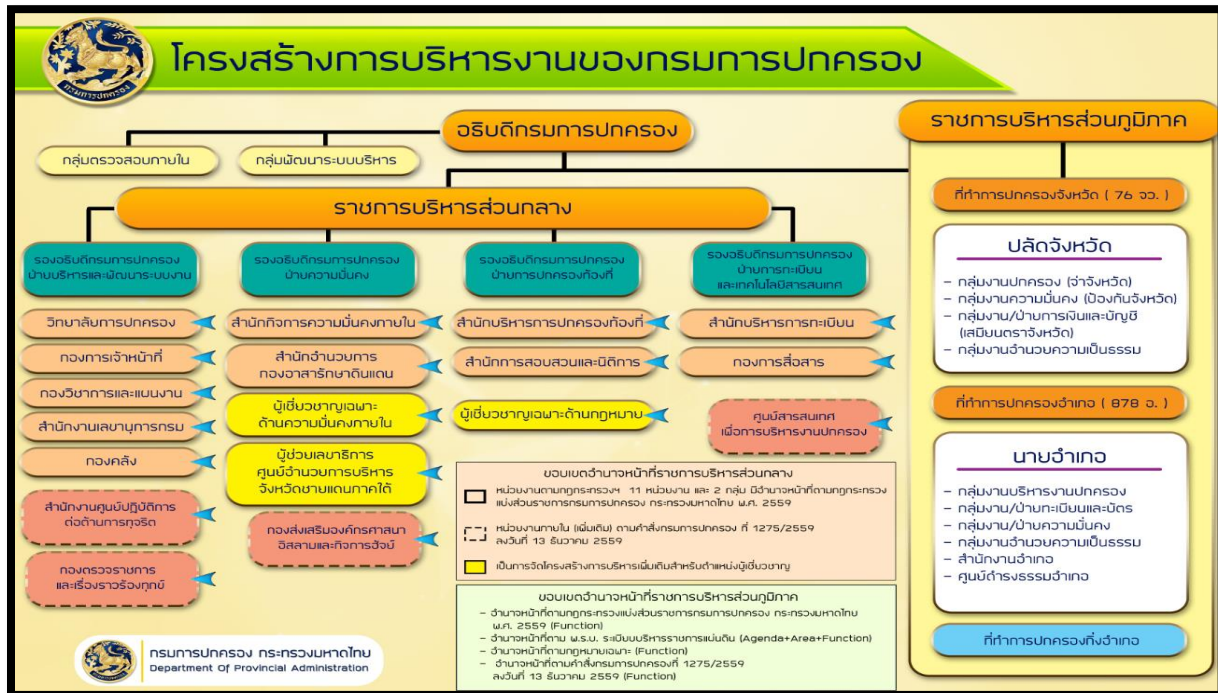 โครงสร้างการบริหารงานของกรมการปกครอง
กรมการปกครอง
อธิบดีกรมการปกครอง
กลุ่มตรวจสอบภายใน
กลุ่มพัฒนาระบบบริหาร
ราชการบริหารส่วนกลาง
รองอธิบดีกรมการปกครอง
ฝ่ายบริหารและพัฒนาระบบงาน
วิทยาลัยการปกครอง
กองการเจ้าหน้าที่
กองวิชาการและแผนงาน
สำนักงานเลขานุการกรม
กองคลัง
สำนักงานศูนย์ปฏิบัติการ
ต่อต้านการทุจริต
กองตรวจราชการ
และเรื่องราวร้องทุกข์
รองอธิบดีกรมการปกครอง
ฝ่ายความมั่นคง
สำนักกิจการความมั่นคงภายใน
สำนักอำนวยการ
กองอาสารักษาดินแดน
ผู้เชี่ยวชาญเฉพาะ
ด้านความมั่นคงภายใน
ผู้ช่วยเลขาธิการ
ศูนย์อำนวยการบริหาร
จังหวัดชายแดนภาคใต้
กองส่งเสริมองค์กรศาสนา
อิสลามและกิจการฮัจย์
รองอธิบดีกรมการปกครอง
ฝ่ายการปกครองท้องที่
สำนักบริหารการปกครองท้องที่
สำนักการสอบสวนและนิติการ
ผู้เชี่ยวชาญเฉพาะด้านกฎหมาย
รองอธิบดีกรมการปกครอง
ฝ่ายการทะเบียน
และเทคโนโลยีสารสนเทศ
สำนักบริหารการทะเบียน
กองการสื่อสาร
ศูนย์สารสนเทศ
เพื่อการบริหารงานปกครอง
ขอบเขตอำนาจหน้าที่ราชการบริหารส่วนกลาง
หน่วยงานตามกฎกระทรวงฯ 11 หน่วยงาน และ 2 กลุ่ม มีอำนาจหน้าที่ตามกฎกระทรวง
แบ่งส่วนราชการกรมการปกครอง กระทรวงมหาดไทย พ.ศ. 2559
หน่วยงานภายใน (เพิ่มเติม) ตามคำสั่งกรมการปกครอง ที่ 1275/2559
ลงวันที่ 13 ธันวาคม 2559
เป็นการจัดโครงสร้างการบริหารเพิ่มเติมสำหรับตำแหน่งผู้เชี่ยวชาญ
ขอบเขตอำนาจหน้าที่ราชการบริหารส่วนภูมิภาค
– อำนาจหน้าที่ตามกฎกระทรวงแบ่งส่วนราชการกรมการปกครอง กระทรวงมหาดไทย
พ.ศ. 2559 (Function)
– อำนาจหน้าที่ตาม พ.ร.บ. ระเบียบบริหารราชการแผ่นดิน (Agenda+Area+Function)
– อำนาจหน้าที่ตามกฎหมายเฉพาะ (Function)
– อำนาจหน้าที่ตามคำสั่งกรมการปกครองที่ 1275/2559
ลงวันที่ 13 ธันวาคม 2559 (Function)
ราชการบริหารส่วนภูมิภาค
ที่ทำการปกครองจังหวัด ( 76 จว. )
ปลัดจังหวัด
– กลุ่มงานปกครอง (จ่าจังหวัด)
– กลุ่มงานความมั่นคง (ป้องกันจังหวัด)
– กลุ่มงาน/ฝ่ายการเงินและบัญชี
(เสมียนตราจังหวัด)
– กลุ่มงานอำนวยความเป็นธรรม
ที่ทำการปกครองอำเภอ ( 878 อ. )
นายอำเภอ
– กลุ่มงานบริหารงานปกครอง
– กลุ่มงาน/ฝ่ายทะเบียนและบัตร
– กลุ่มงาน/ฝ่ายความมั่นคง
– กลุ่มงานอำนวยความเป็นธรรม
– สำนักงานอำเภอ
– ศูนย์ดำรงธรรมอำเภอ
ที่ทำการปกครองกิ่งอำเภอ
กรมการปกครอง กระทรวงมหาดไทย
Department Of Provincial Administration